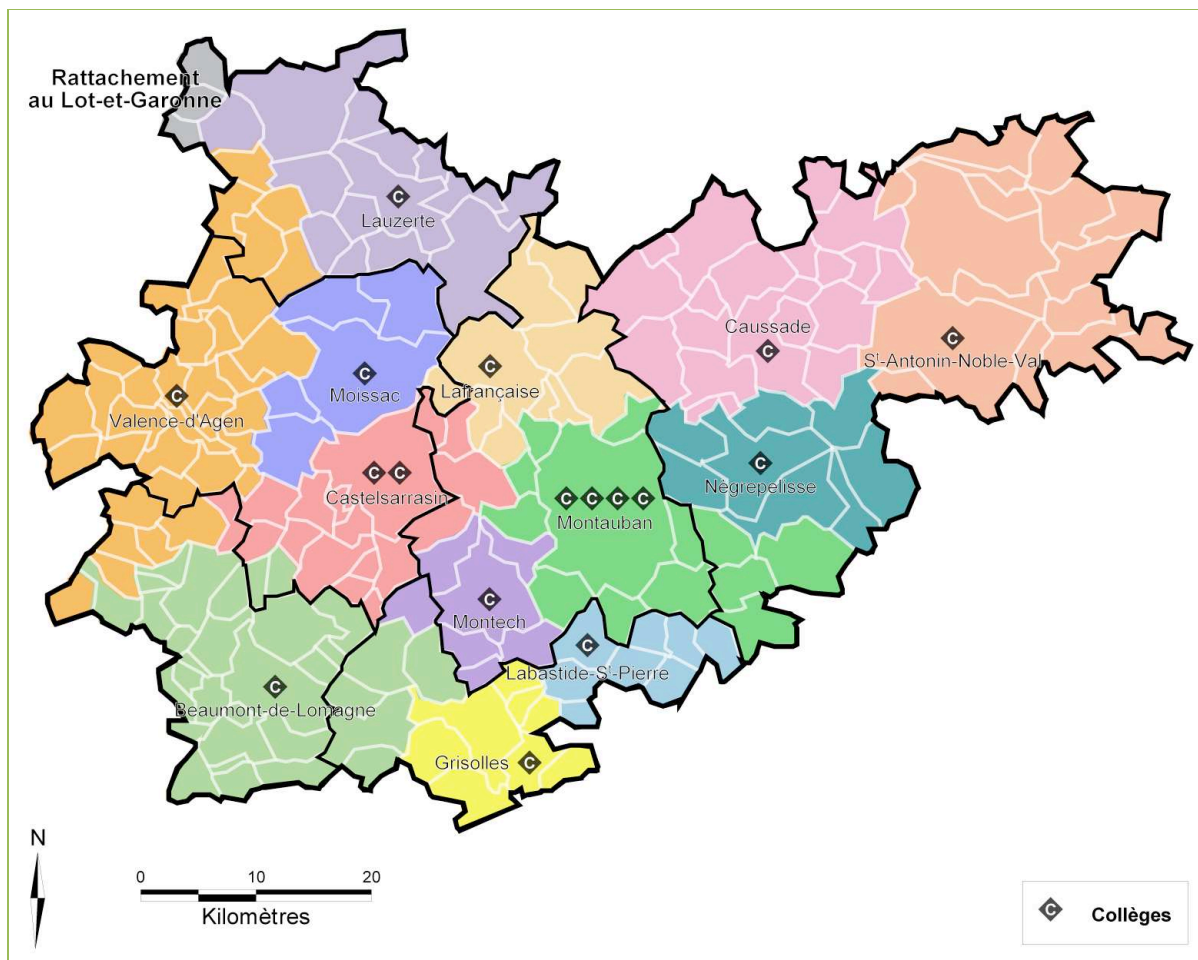 Rattachement
au Lot-et-Garonne
C
Lauzerte
C
Caussade
C
St-Antonin-Noble-Val
C
Moissac
C
Lafrançaise
C
Valence-d'Agen
C
C C
Castelsarrasin
C
Négrepelisse
C C C C
Montauban
C
Montech
C
Labastide-St-Pierre
C
Beaumont-de-Lomagne
Grisolles C
N
0 10 20
Kilomètres
C Collèges